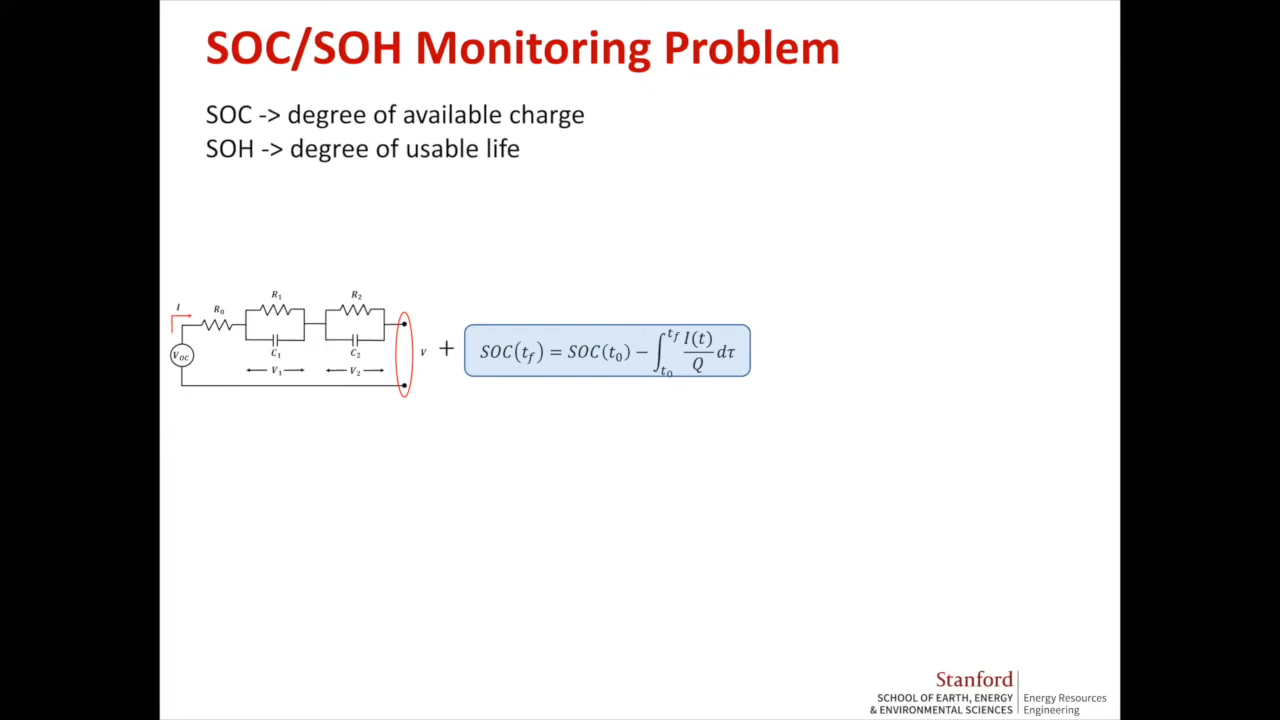 SOC/SOH Monitoring Problem
SOC -> degree of available charge
SOH -> degree of usable life
I
R₀
R₁
R₂
V_OC
C₁
C₂
V₁
V₂
V
+
SOC(t_f) = SOC(t₀) − ∫_{t₀}^{t_f} I(t)/Q dτ
Stanford
SCHOOL OF EARTH, ENERGY
& ENVIRONMENTAL SCIENCES
Energy Resources
Engineering